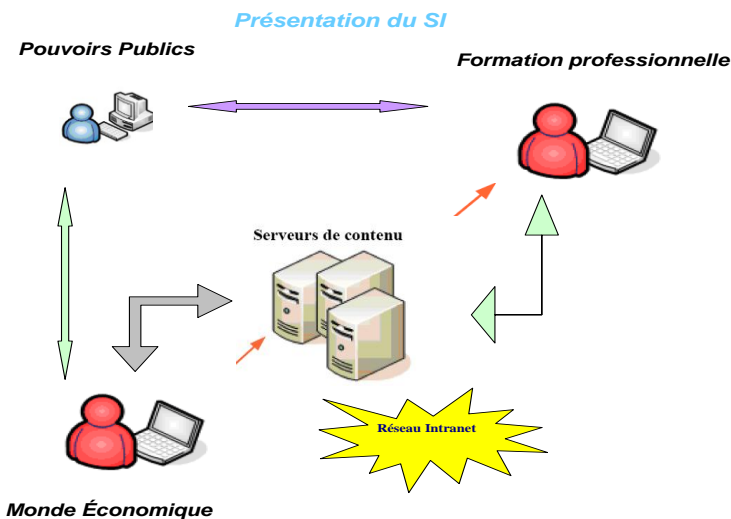 Présentation du SI
Pouvoirs Publics
Formation professionnelle
Serveurs de contenu
Réseau Intranet
Monde Économique